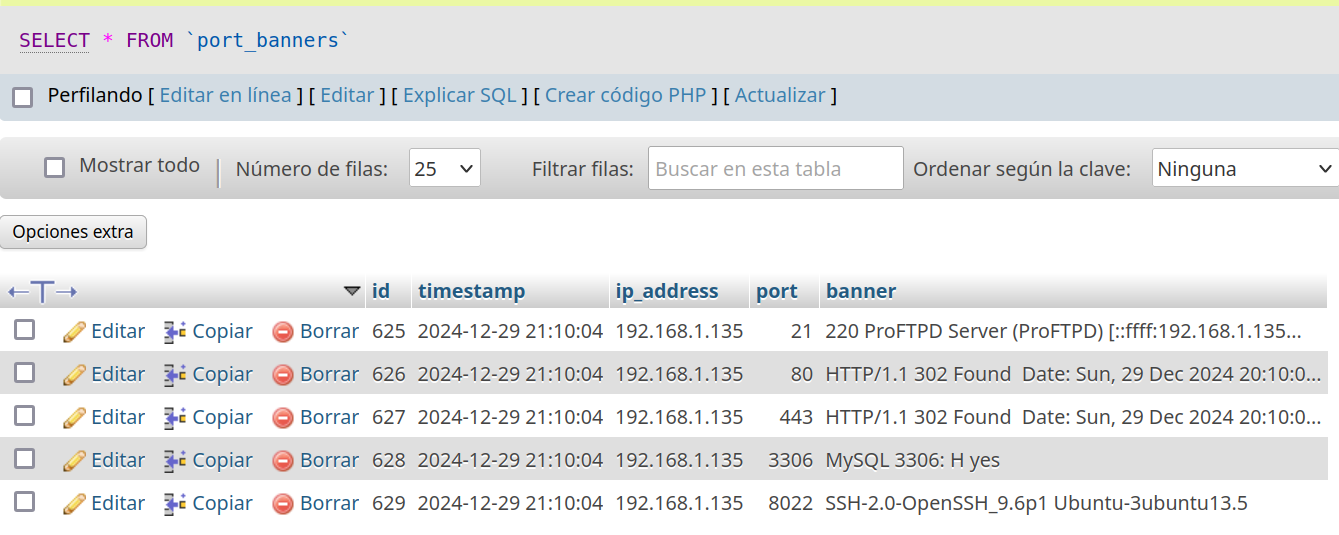 SELECT * FROM `port_banners`
Perfilando [ Editar en línea ] [ Editar ] [ Explicar SQL ] [ Crear código PHP ] [ Actualizar ]
Mostrar todo | Número de filas: 25 Filtrar filas: Buscar en esta tabla Ordenar según la clave: Ninguna
Opciones extra
←T→ id timestamp ip_address port banner
Editar Copiar Borrar 625 2024-12-29 21:10:04 192.168.1.135 21 220 ProFTPD Server (ProFTPD) [::ffff:192.168.1.135...
Editar Copiar Borrar 626 2024-12-29 21:10:04 192.168.1.135 80 HTTP/1.1 302 Found Date: Sun, 29 Dec 2024 20:10:0...
Editar Copiar Borrar 627 2024-12-29 21:10:04 192.168.1.135 443 HTTP/1.1 302 Found Date: Sun, 29 Dec 2024 20:10:0...
Editar Copiar Borrar 628 2024-12-29 21:10:04 192.168.1.135 3306 MySQL 3306: H yes
Editar Copiar Borrar 629 2024-12-29 21:10:04 192.168.1.135 8022 SSH-2.0-OpenSSH_9.6p1 Ubuntu-3ubuntu13.5